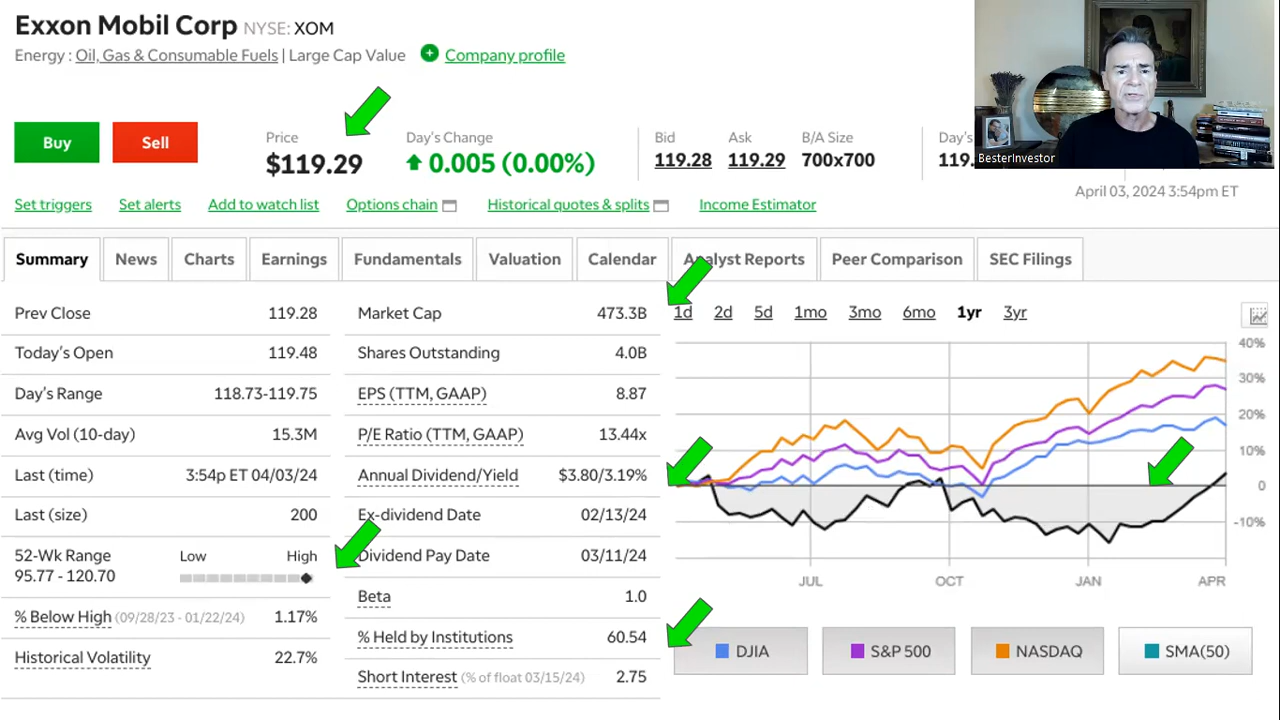 Exxon Mobil Corp NYSE: XOM
Energy : Oil, Gas & Consumable Fuels | Large Cap Value Company profile
BesterInvestor
Buy Sell
Price Day's Change Bid Ask B/A Size Day's
$119.29 0.005 (0.00%) 119.28 119.29 700x700 119.
April 03, 2024 3:54pm ET
Set triggers Set alerts Add to watch list Options chain Historical quotes & splits Income Estimator
Summary News Charts Earnings Fundamentals Valuation Calendar Analyst Reports Peer Comparison SEC Filings
Prev Close 119.28
Today's Open 119.48
Day's Range 118.73-119.75
Avg Vol (10-day) 15.3M
Last (time) 3:54p ET 04/03/24
Last (size) 200
52-Wk Range Low High
95.77 - 120.70
% Below High (09/28/23 - 01/22/24) 1.17%
Historical Volatility 22.7%
Market Cap 473.3B
Shares Outstanding 4.0B
EPS (TTM, GAAP) 8.87
P/E Ratio (TTM, GAAP) 13.44x
Annual Dividend/Yield $3.80/3.19%
Ex-dividend Date 02/13/24
Dividend Pay Date 03/11/24
Beta 1.0
% Held by Institutions 60.54
Short Interest (% of float 03/15/24) 2.75
1d 2d 5d 1mo 3mo 6mo 1yr 3yr
40%
30%
20%
10%
0
-10%
JUL OCT JAN APR
DJIA S&P 500 NASDAQ SMA(50)